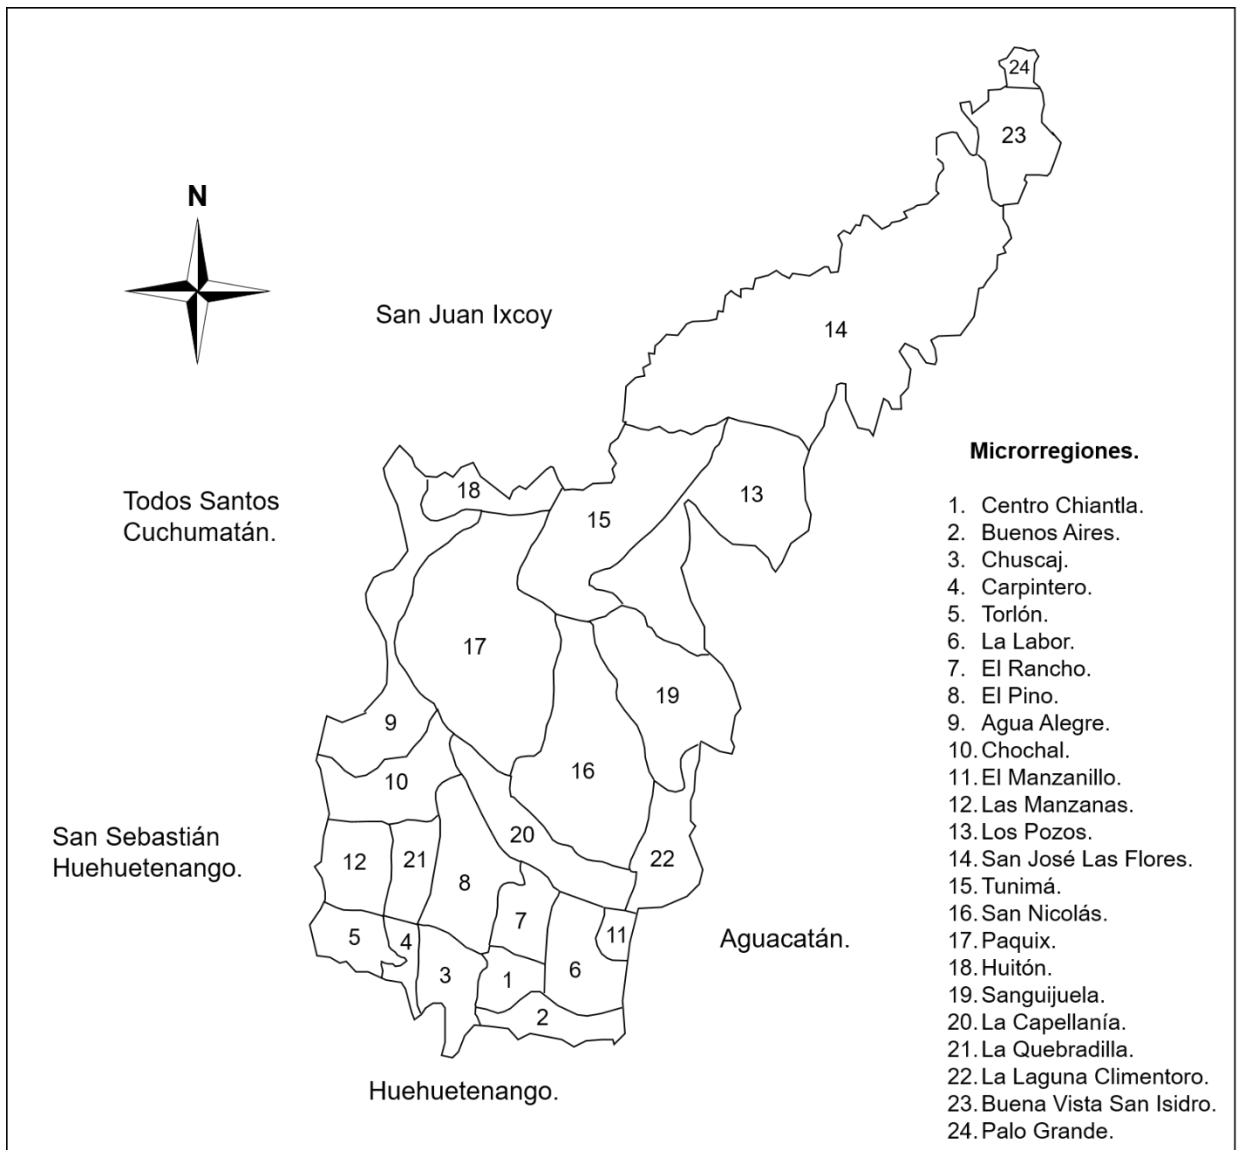 24
23
N
San Juan Ixcoy
14
Microrregiones.
Todos Santos
Cuchumatán.
18
15
13
17
19
9
10
16
20
San Sebastián
Huehuetenango.
12
21
8
22
7
11
5
4
3
6
1
2
Aguacatán.
Huehuetenango.
1. Centro Chiantla.
2. Buenos Aires.
3. Chuscaj.
4. Carpintero.
5. Torlón.
6. La Labor.
7. El Rancho.
8. El Pino.
9. Agua Alegre.
10. Chochal.
11. El Manzanillo.
12. Las Manzanas.
13. Los Pozos.
14. San José Las Flores.
15. Tunimá.
16. San Nicolás.
17. Paquix.
18. Huitón.
19. Sanguijuela.
20. La Capellanía.
21. La Quebradilla.
22. La Laguna Climentoro.
23. Buena Vista San Isidro.
24. Palo Grande.